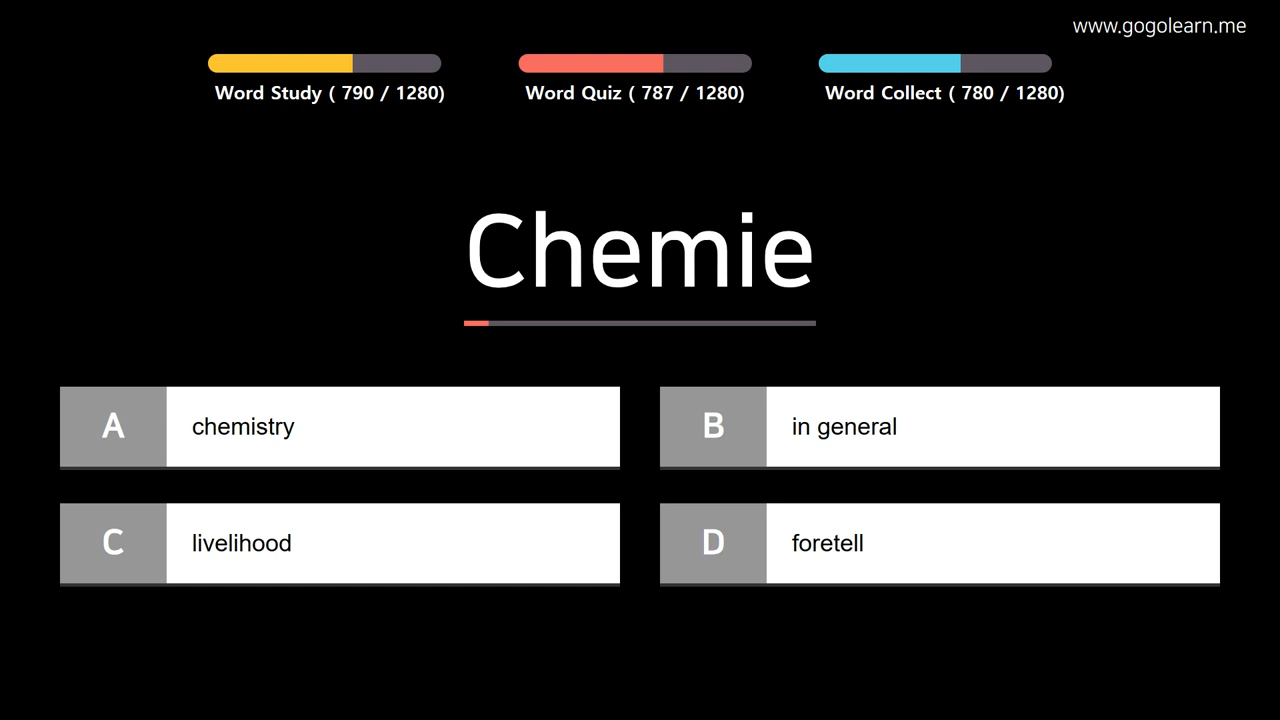 www.gogolearn.me
Word Study ( 790 / 1280)
Word Quiz ( 787 / 1280)
Word Collect ( 780 / 1280)
Chemie
A chemistry
B in general
C livelihood
D foretell